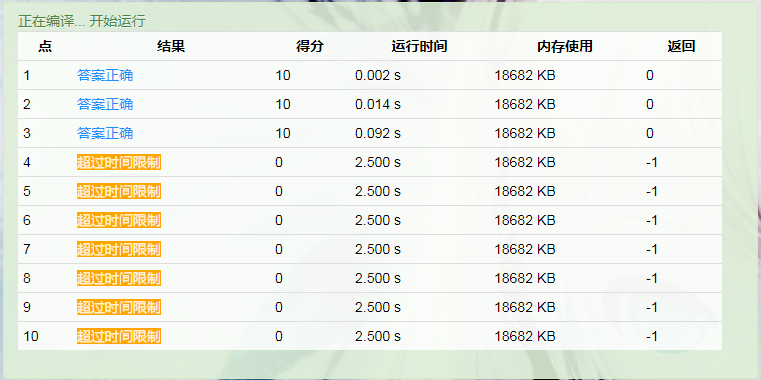 正在编译... 开始运行
点 结果 得分 运行时间 内存使用 返回
1 答案正确 10 0.002 s 18682 KB 0
2 答案正确 10 0.014 s 18682 KB 0
3 答案正确 10 0.092 s 18682 KB 0
4 超过时间限制 0 2.500 s 18682 KB -1
5 超过时间限制 0 2.500 s 18682 KB -1
6 超过时间限制 0 2.500 s 18682 KB -1
7 超过时间限制 0 2.500 s 18682 KB -1
8 超过时间限制 0 2.500 s 18682 KB -1
9 超过时间限制 0 2.500 s 18682 KB -1
10 超过时间限制 0 2.500 s 18682 KB -1